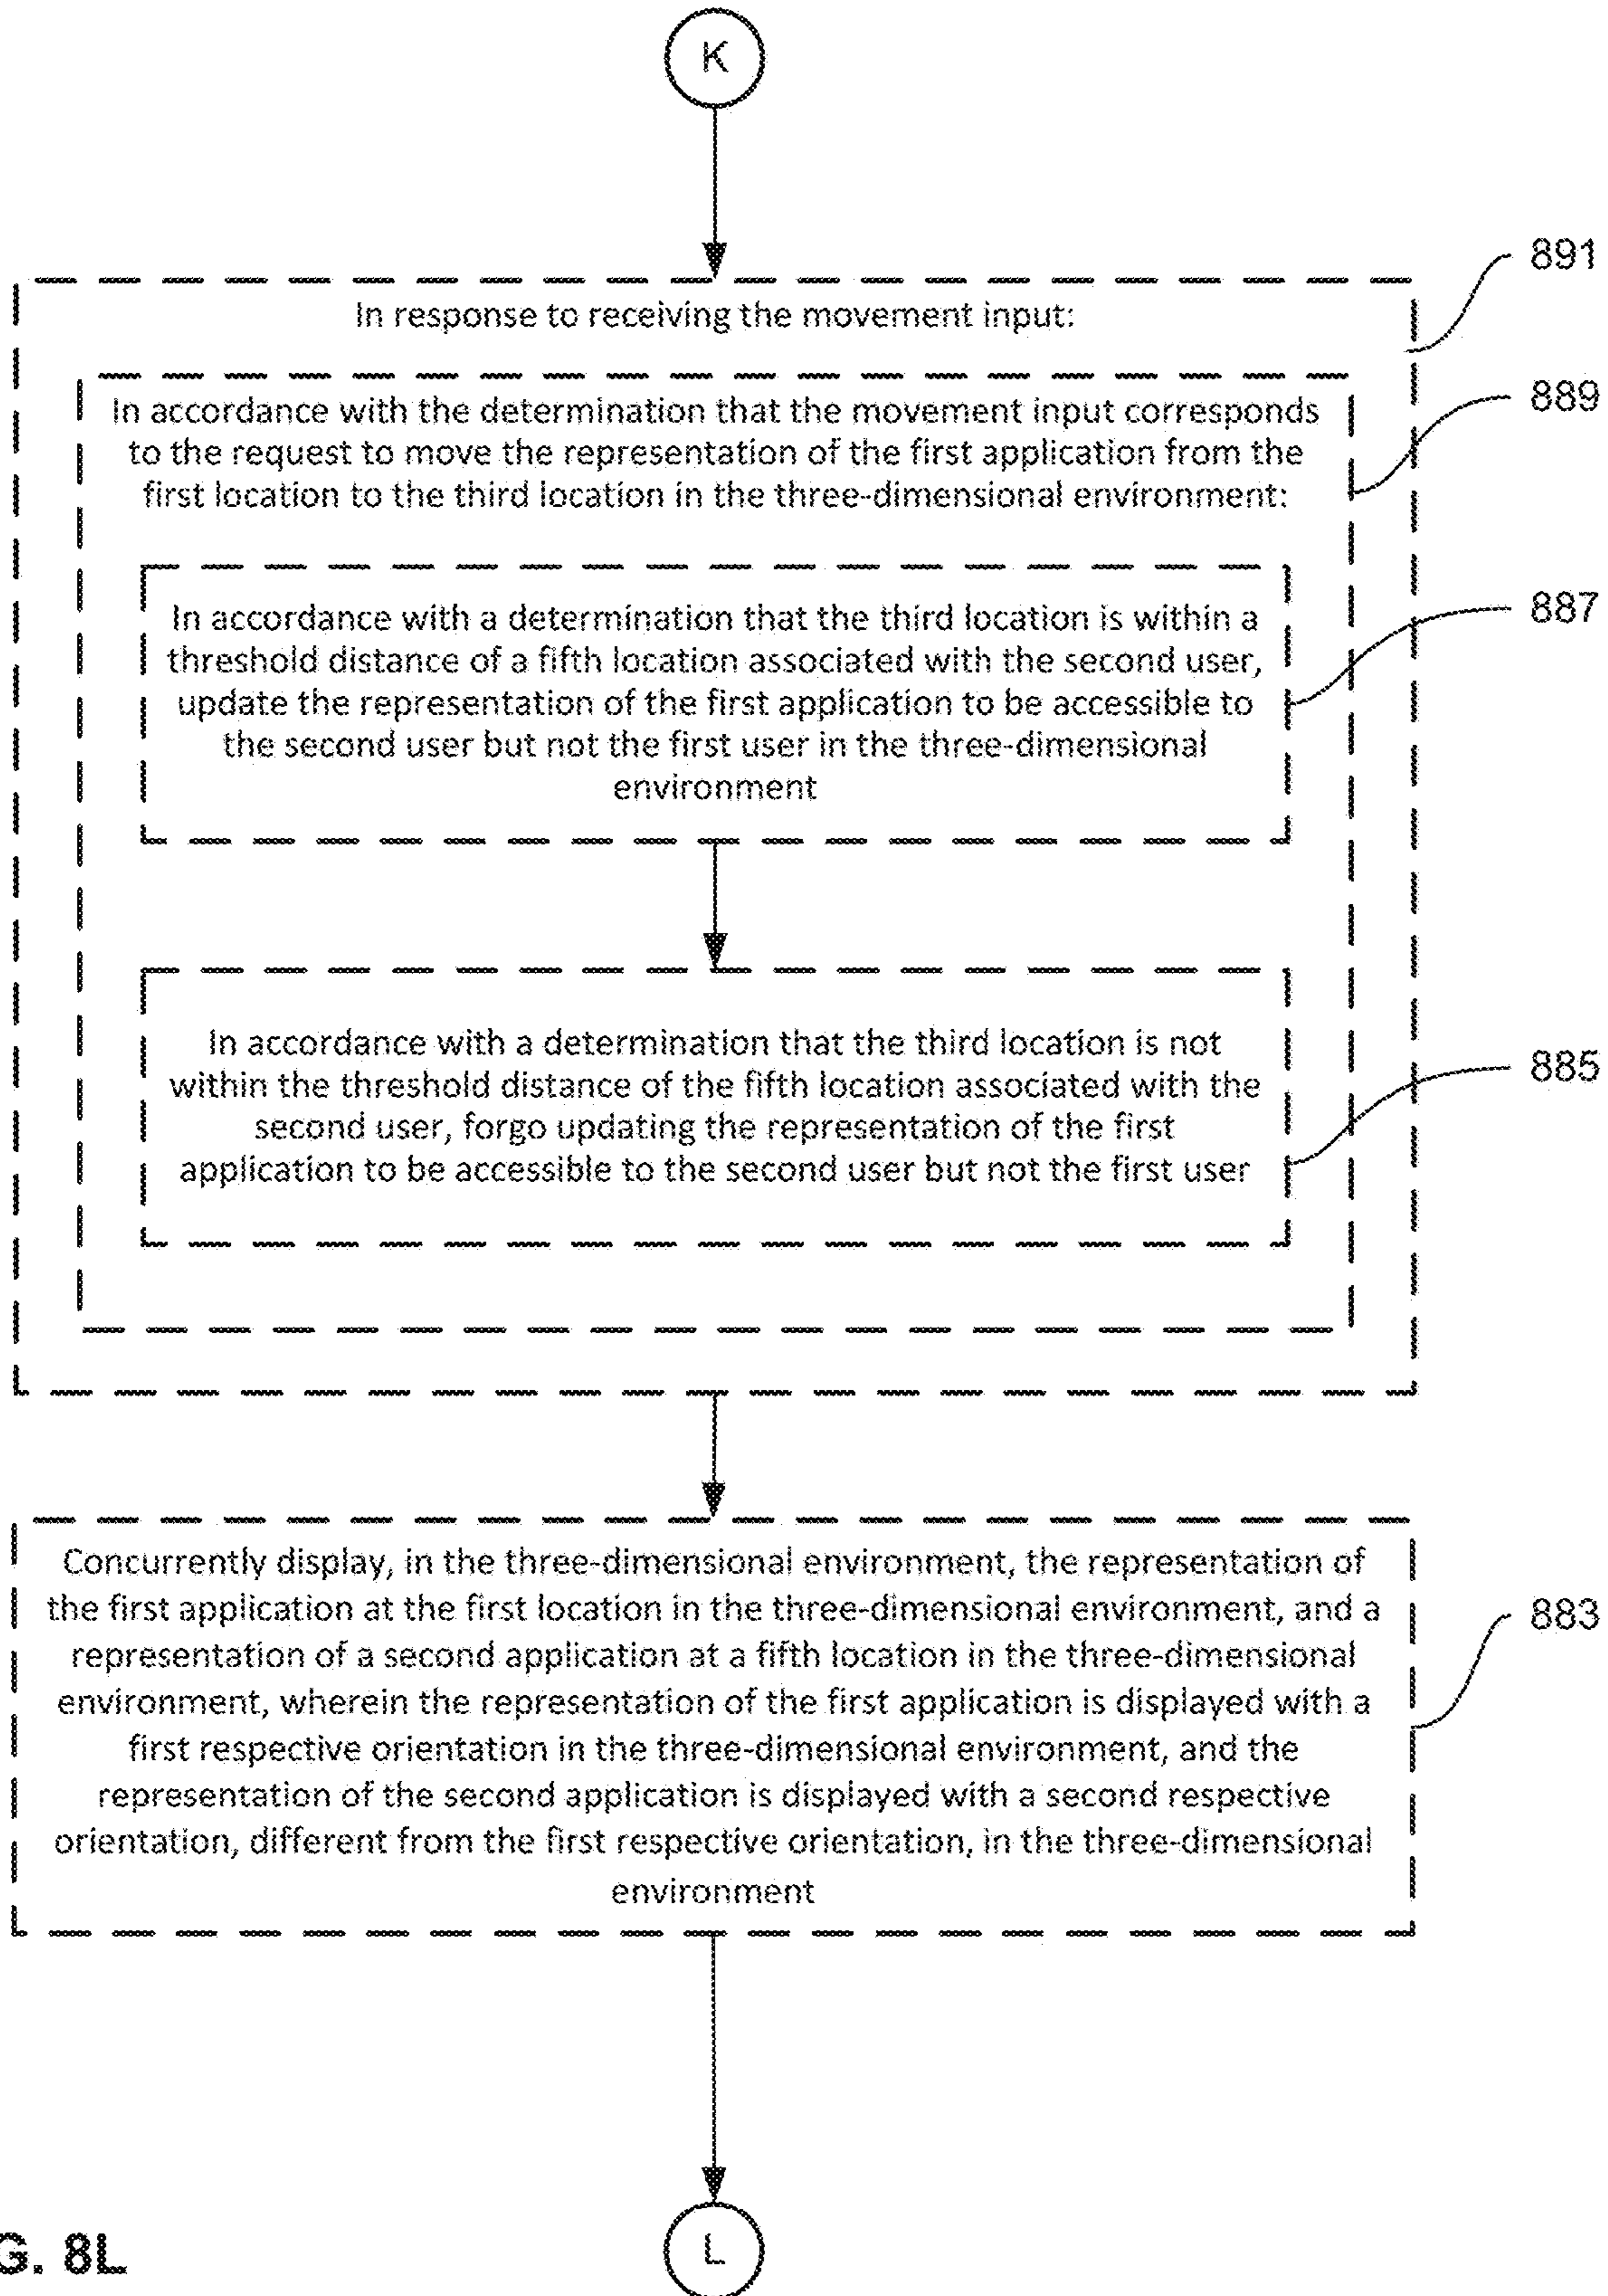 K
891
In response to receiving the movement input:
889
In accordance with the determination that the movement input corresponds
to the request to move the representation of the first application from the
first location to the third location in the three-dimensional environment:
887
In accordance with a determination that the third location is within a
threshold distance of a fifth location associated with the second user,
update the representation of the first application to be accessible to
the second user but not the first user in the three-dimensional
environment
In accordance with a determination that the third location is not
885
within the threshold distance of the fifth location associated with the
second user, forgo updating the representation of the first
application to be accessible to the second user but not the first user
Concurrently display, in the three-dimensional environment, the representation of
the first application at the first location in the three-dimensional environment, and a
883
representation of a second application at a fifth location in the three-dimensional
environment, wherein the representation of the first application is displayed with a
first respective orientation in the three-dimensional environment, and the
representation of the second application is displayed with a second respective
orientation, different from the first respective orientation, in the three-dimensional
environment
L
G. 8L